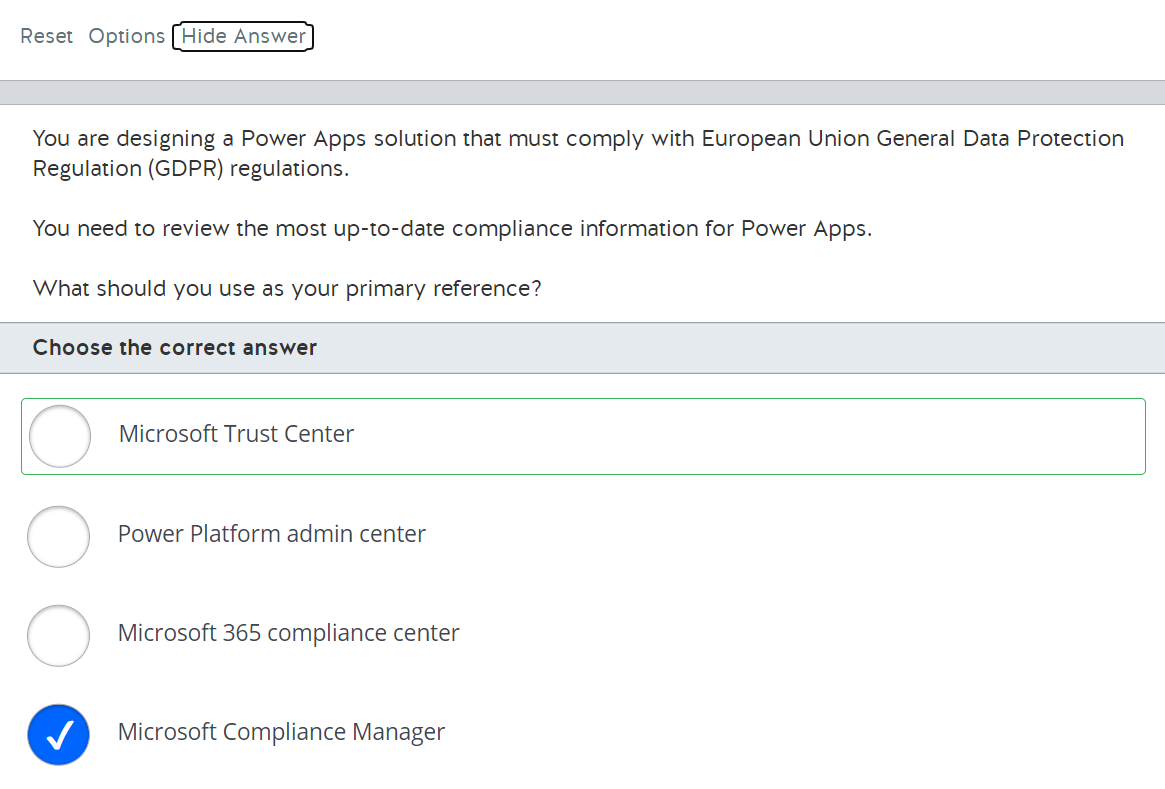 Reset Options Hide Answer
You are designing a Power Apps solution that must comply with European Union General Data Protection
Regulation (GDPR) regulations.
You need to review the most up-to-date compliance information for Power Apps.
What should you use as your primary reference?
Choose the correct answer
Microsoft Trust Center
Power Platform admin center
Microsoft 365 compliance center
Microsoft Compliance Manager